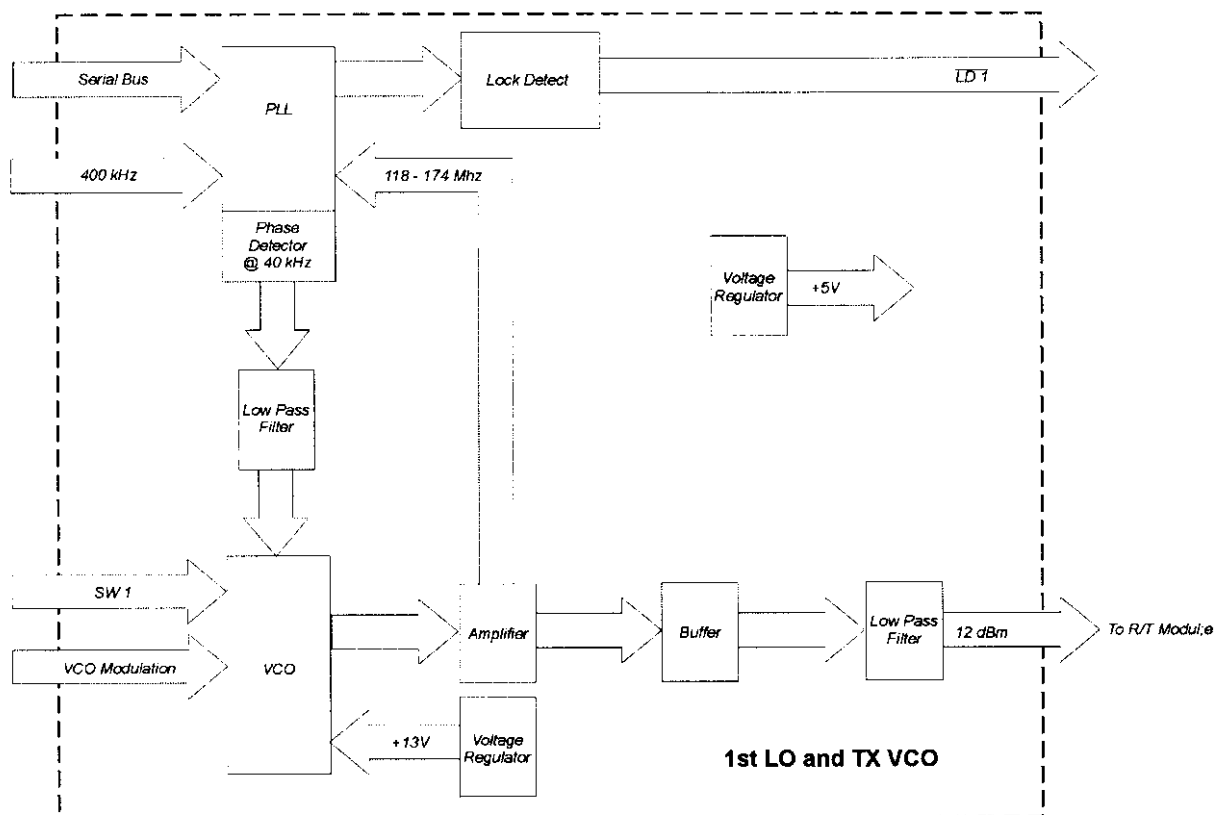 Serial Bus
PLL
Lock Detect
LD 1
400 kHz
118 - 174 Mhz
Phase
Detector
@ 40 kHz
Voltage
Regulator
+5V
Low Pass
Filter
SW 1
VCO Modulation
VCO
Amplifier
Buffer
Low Pass
Filter
12 dBm
To R/T Modul;e
+13V
Voltage
Regulator
1st LO and TX VCO